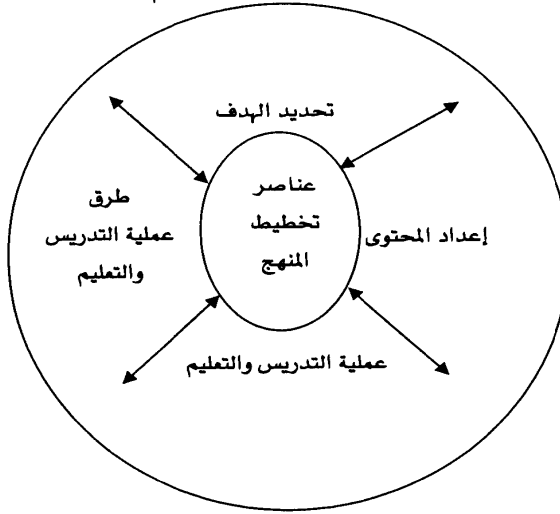 تحديد الهدف
عناصر
تخطيط
المنهج
إعداد المحتوى
طرق
عملية التدريس
والتعليم
عملية التدريس والتعليم